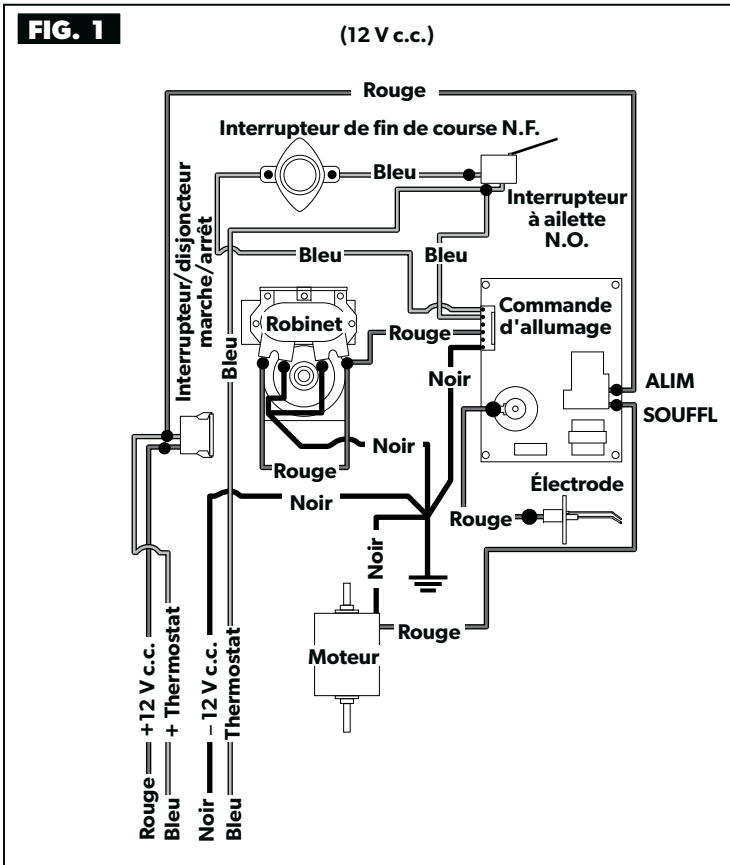 FIG. 1
(12 V c.c.)
Rouge
Interrupteur de fin de course N.F.
Bleu
Interrupteur
à ailette
N.O.
Interrupteur/disjoncteur
marche/arrêt
Bleu
Bleu
Bleu
Robinet
Rouge
Commande
d'allumage
Noir
ALIM
SOUFFL
Noir
Rouge
Noir
Électrode
Rouge
Noir
Rouge
Moteur
Rouge +12 V c.c.
Bleu + Thermostat
Noir – 12 V c.c.
Bleu Thermostat